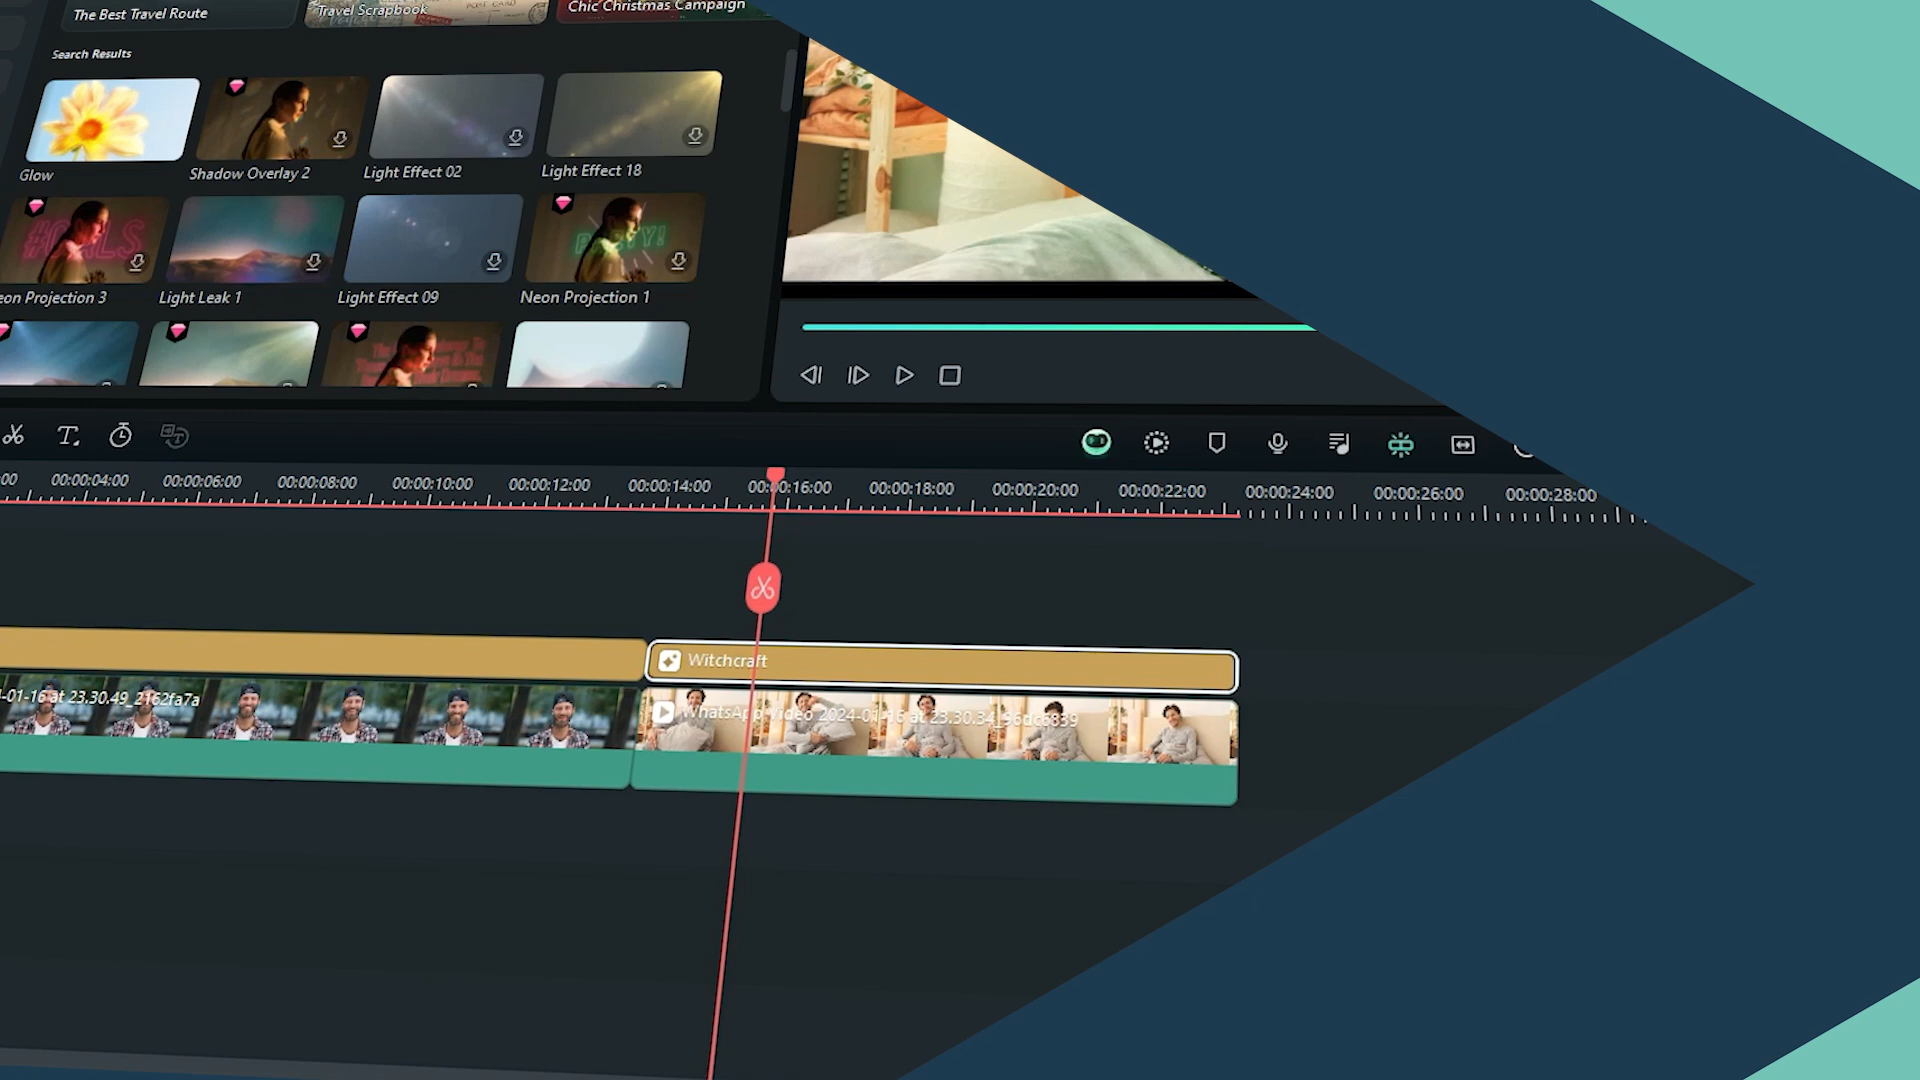 The Best Travel Route
Travel Scrapbook
Chic Christmas Campaign
Search Results
Glow
Shadow Overlay 2
Light Effect 02
Light Effect 18
#GIRLS
PARTY!
eon Projection 3
Light Leak 1
Light Effect 09
Neon Projection 1
00 00:00:04:00 00:00:06:00 00:00:08:00 00:00:10:00 00:00:12:00 00:00:14:00 00:00:16:00 00:00:18:00 00:00:20:00 00:00:22:00 00:00:24:00 00:00:26:00 00:00:28:00
Witchcraft
-01-16 at 23.30.49_2162fa7a
WhatsApp Video 2024-01-16 at 23.30.34_96dc6839